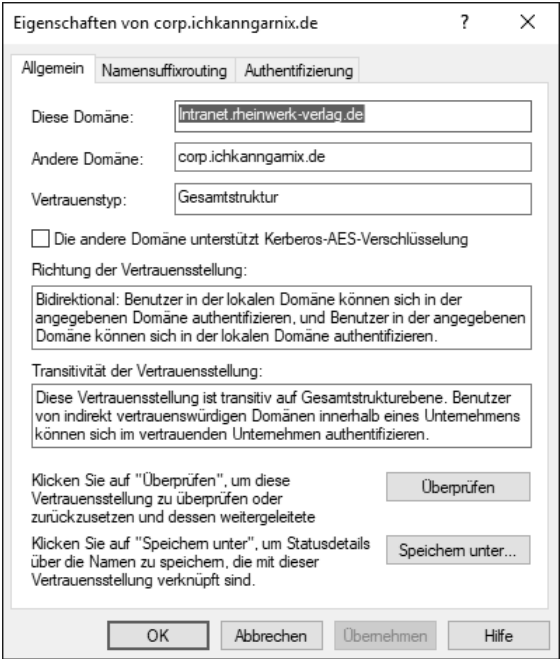 Eigenschaften von corp.ichkanngarnix.de
?
Allgemein Namensuffixrouting Authentifizierung
Diese Domäne: Intranet.rheinwerk-verlag.de
Andere Domäne: corp.ichkanngarnix.de
Vertrauenstyp: Gesamtstruktur
Die andere Domäne unterstützt Kerberos-AES-Verschlüsselung
Richtung der Vertrauensstellung:
Bidirektional: Benutzer in der lokalen Domäne können sich in der
angegebenen Domäne authentifizieren, und Benutzer in der angegebenen
Domäne können sich in der lokalen Domäne authentifizieren.
Transitivität der Vertrauensstellung:
Diese Vertrauensstellung ist transitiv auf Gesamtstrukturebene. Benutzer
von indirekt vertrauenswürdigen Domänen innerhalb eines Unternehmens
können sich im vertrauenden Unternehmen authentifizieren.
Klicken Sie auf "Überprüfen", um diese
Vertrauensstellung zu überprüfen oder
zurückzusetzen und dessen weitergeleitete
Überprüfen
Klicken Sie auf "Speichern unter", um Statusdetails
über die Namen zu speichern, die mit dieser
Vertrauensstellung verknüpft sind.
Speichern unter...
OK Abbrechen Übernehmen Hilfe